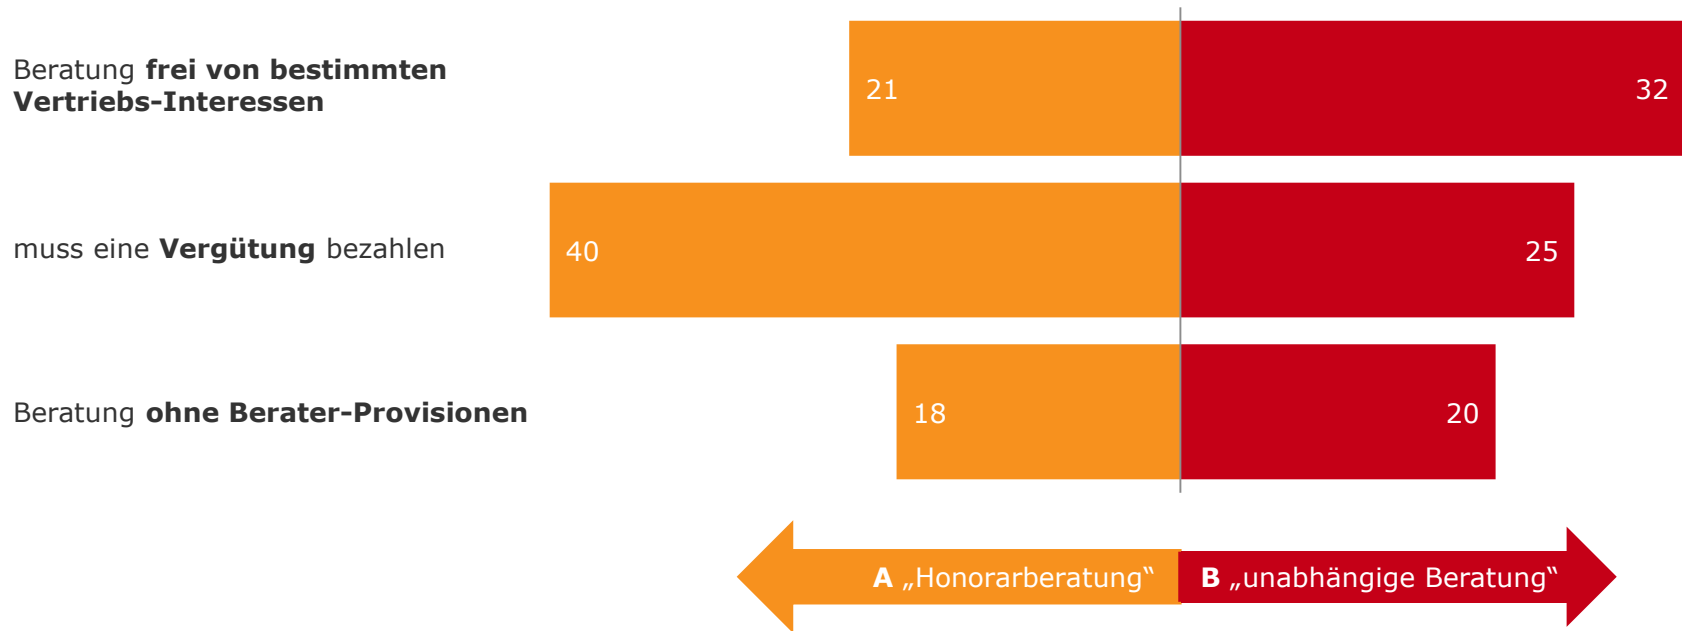 Beratung frei von bestimmten
Vertriebs-Interessen
21
32
muss eine Vergütung bezahlen
40
25
Beratung ohne Berater-Provisionen
18
20
A „Honorarberatung“
B „unabhängige Beratung“